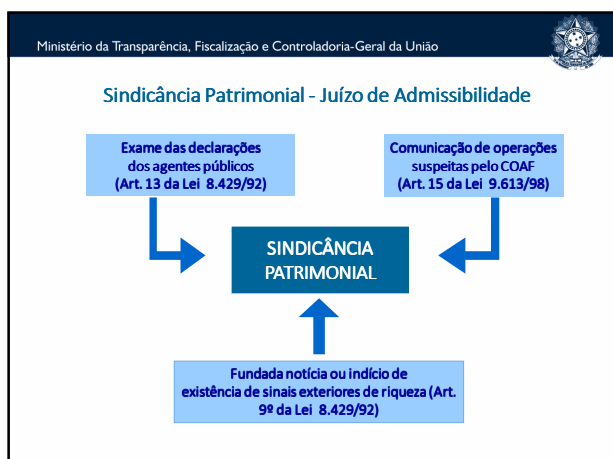 Ministério da Transparência, Fiscalização e Controladoria-Geral da União
Sindicância Patrimonial - Juízo de Admissibilidade
Exame das declarações
dos agentes públicos
(Art. 13 da Lei 8.429/92)
Comunicação de operações
suspeitas pelo COAF
(Art. 15 da Lei 9.613/98)
SINDICÂNCIA
PATRIMONIAL
Fundada notícia ou indício de
existência de sinais exteriores de riqueza (Art.
9º da Lei 8.429/92)